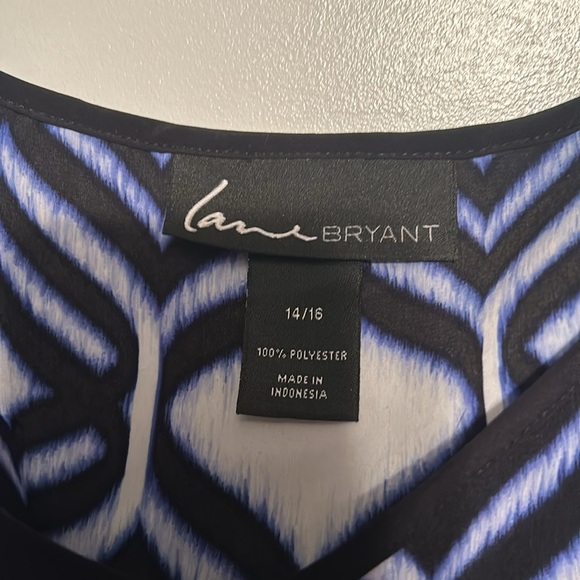 Lane BRYANT
14/16
100% POLYESTER
MADE IN
INDONESIA